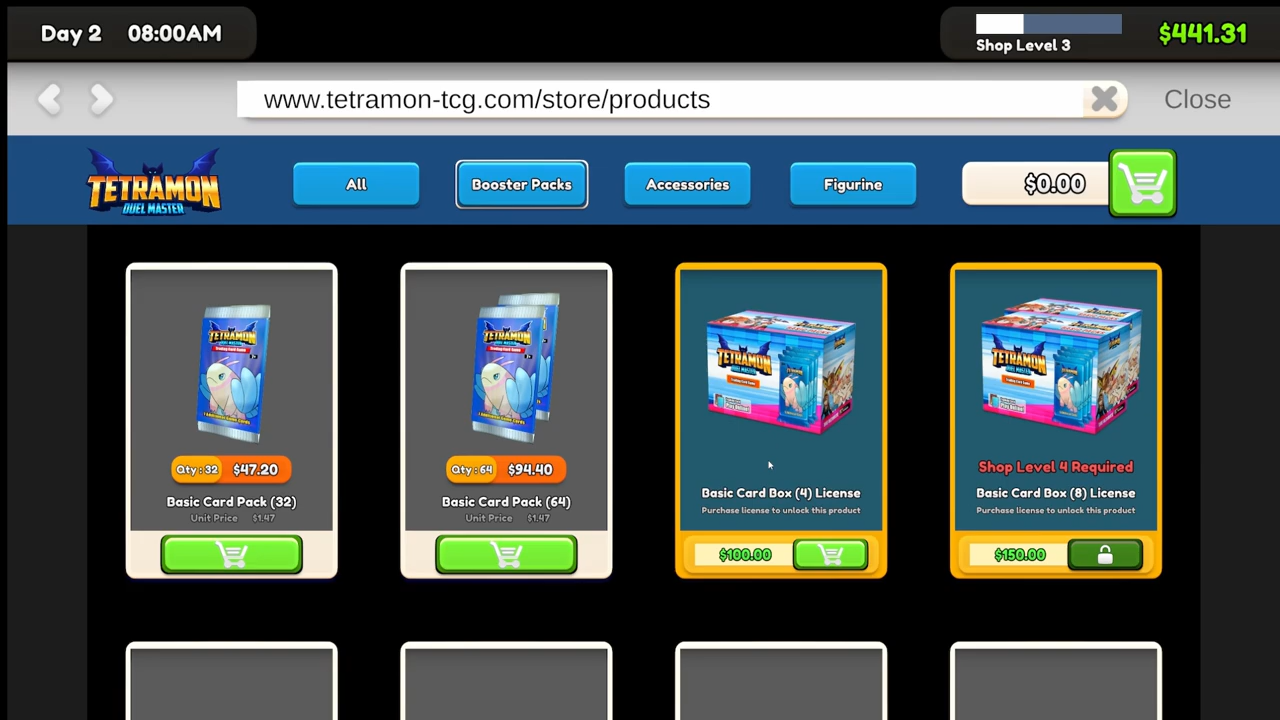 Day 2 08:00AM
Shop Level 3
$441.31
www.tetramon-tcg.com/store/products
Close
TETRAMON
DUEL MASTER
All
Booster Packs
Accessories
Figurine
$0.00
TETRAMON
TETRAMON
TETRAMON
TETRAMON
Qty : 32 $47.20
Basic Card Pack (32)
Unit Price $1.47
Qty : 64 $94.40
Basic Card Pack (64)
Unit Price $1.47
Basic Card Box (4) License
Purchase license to unlock this product
$100.00
Shop Level 4 Required
Basic Card Box (8) License
Purchase license to unlock this product
$150.00